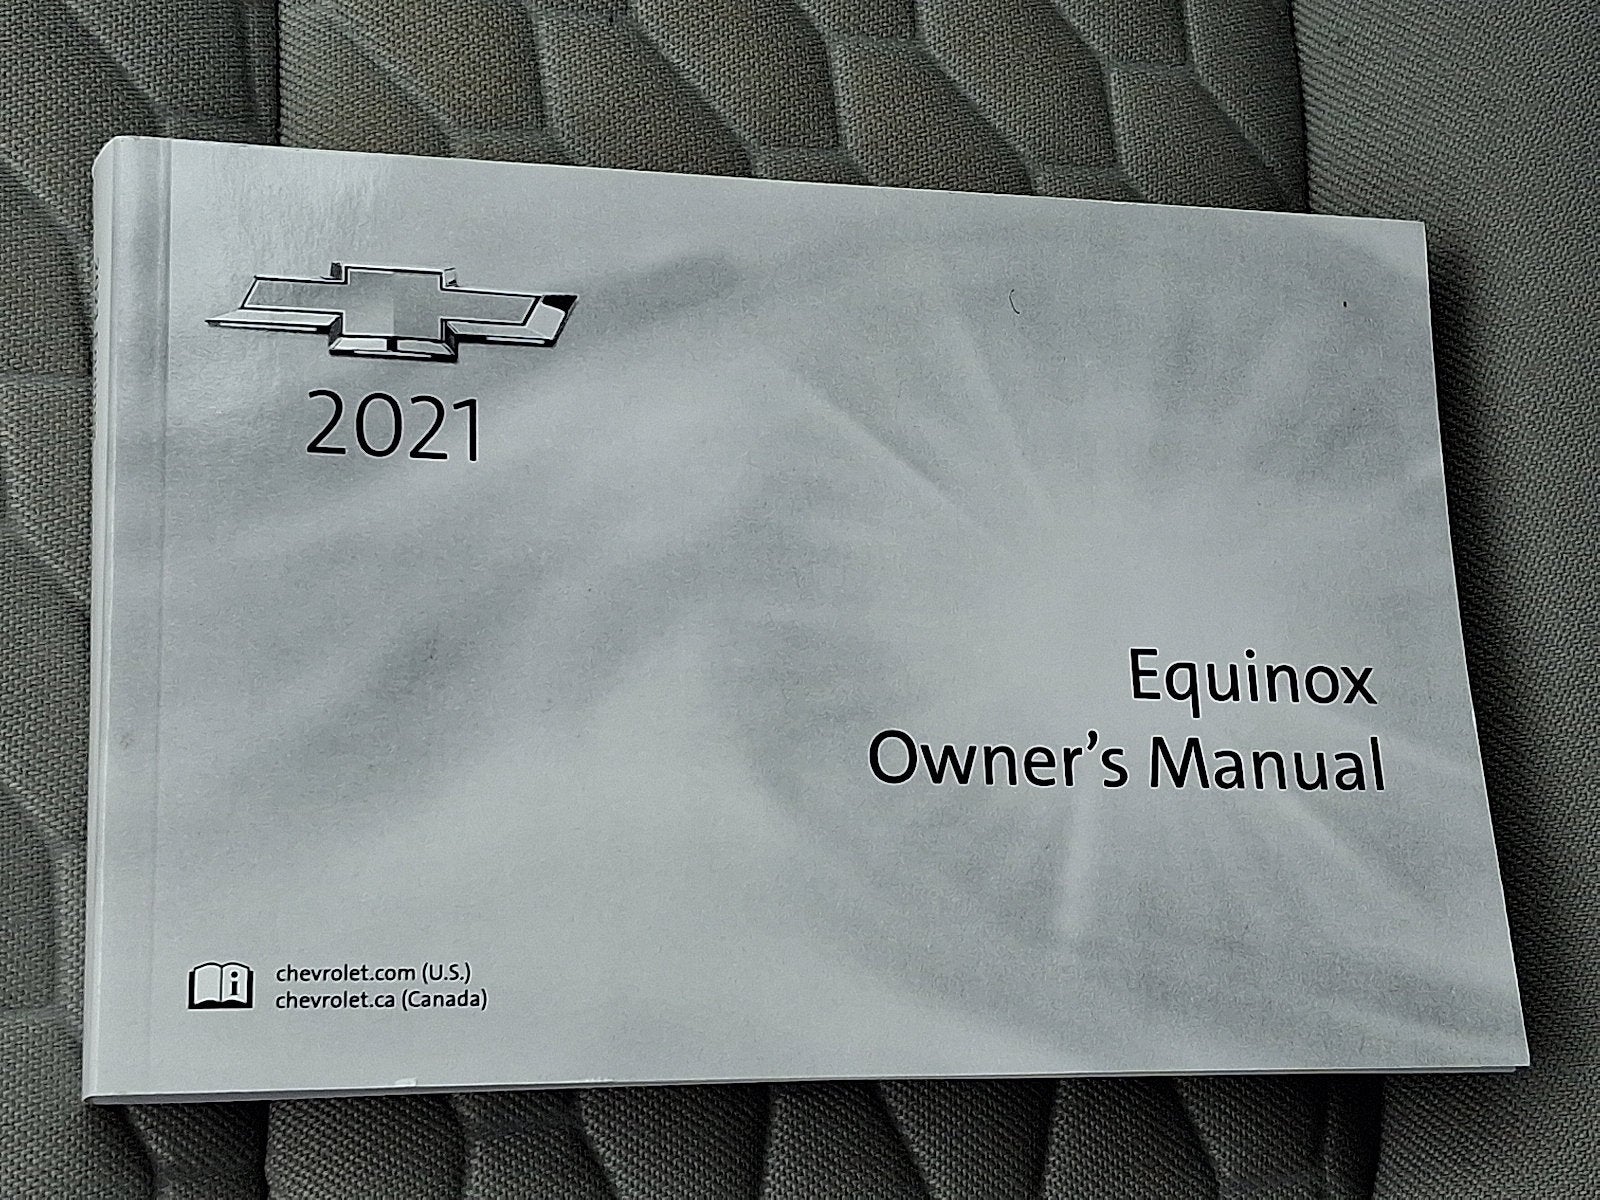 2021
Equinox
Owner's Manual
chevrolet.com (U.S.)
chevrolet.ca (Canada)